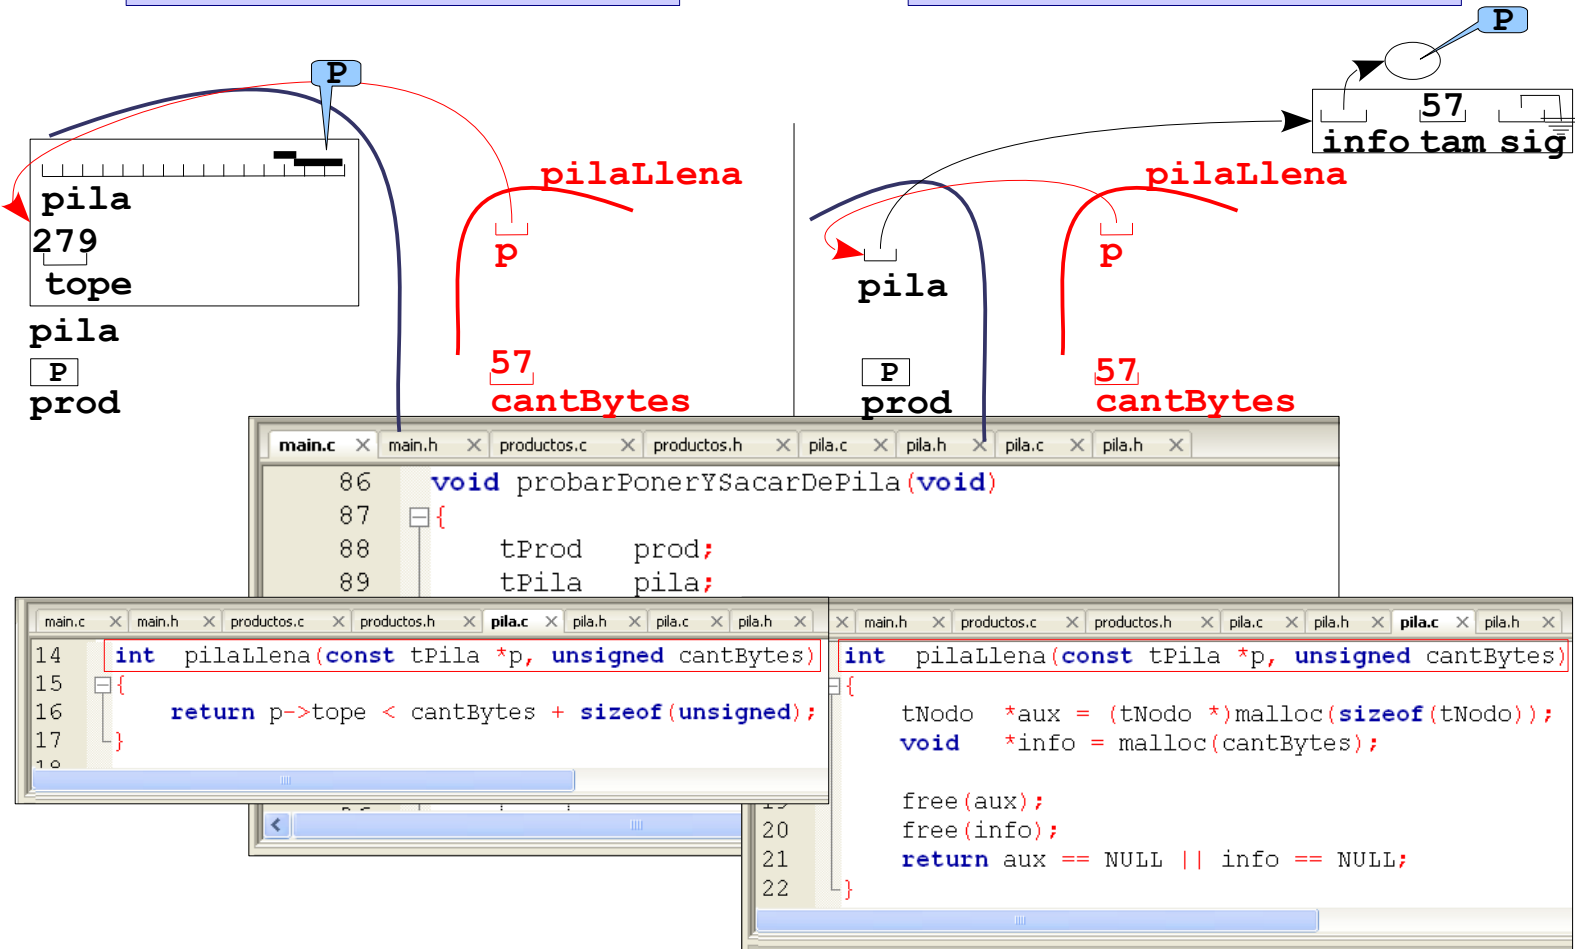 P
P
57
info tam sig
pila
279
tope
pila
P
prod
pilaLlena
p
57
cantBytes
pila
P
prod
pilaLlena
p
57
cantBytes
main.c main.h productos.c productos.h pila.c pila.h pila.c pila.h
86 void probarPonerYSacarDePila(void)
87 {
88 tProd prod;
89 tPila pila;
main.c main.h productos.c productos.h pila.c pila.h pila.c pila.h
14 int pilaLlena(const tPila *p, unsigned cantBytes)
15 {
16 return p->tope < cantBytes + sizeof(unsigned);
17 }
18
main.h productos.c productos.h pila.c pila.h pila.c pila.h
int pilaLlena(const tPila *p, unsigned cantBytes)
{
tNodo *aux = (tNodo *)malloc(sizeof(tNodo));
void *info = malloc(cantBytes);
19 free(aux);
20 free(info);
21 return aux == NULL || info == NULL;
22 }